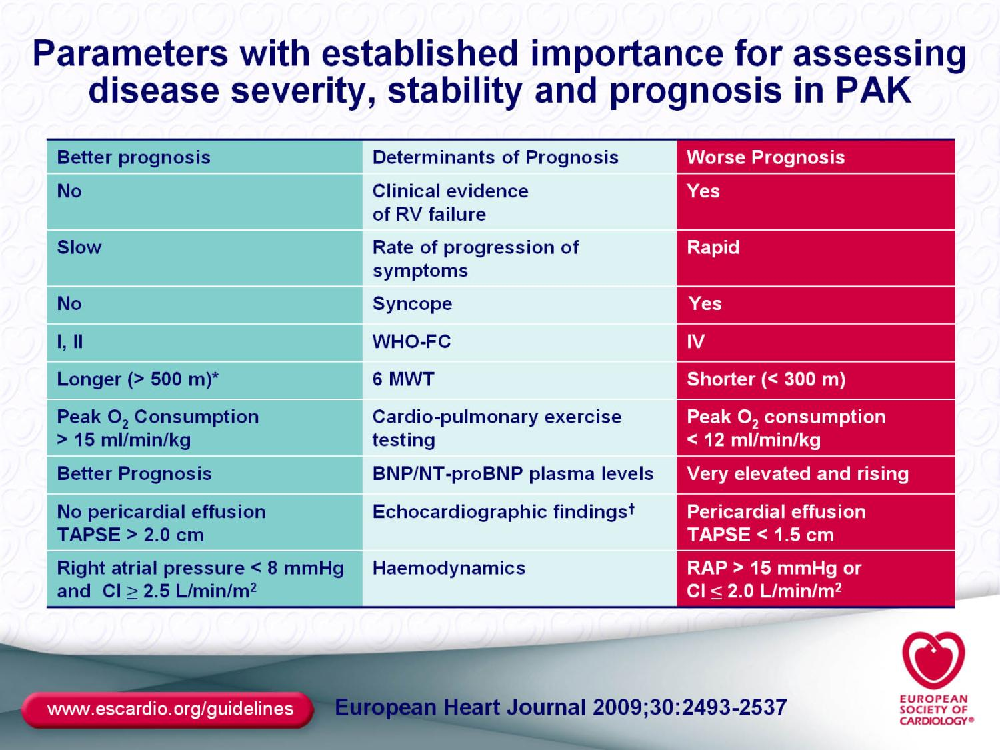 Parameters with established importance for assessing
disease severity, stability and prognosis in PAK
Better prognosis Determinants of Prognosis Worse Prognosis
No Clinical evidence Yes
of RV failure
Slow Rate of progression of Rapid
symptoms
No Syncope Yes
I, II WHO-FC IV
Longer (> 500 m)* 6 MWT Shorter (< 300 m)
Peak O₂ Consumption Cardio-pulmonary exercise Peak O₂ consumption
> 15 ml/min/kg testing < 12 ml/min/kg
Better Prognosis BNP/NT-proBNP plasma levels Very elevated and rising
No pericardial effusion Echocardiographic findings† Pericardial effusion
TAPSE > 2.0 cm TAPSE < 1.5 cm
Right atrial pressure < 8 mmHg Haemodynamics RAP > 15 mmHg or
and CI ≥ 2.5 L/min/m² CI ≤ 2.0 L/min/m²
www.escardio.org/guidelines European Heart Journal 2009;30:2493-2537
EUROPEAN
SOCIETY OF
CARDIOLOGY®